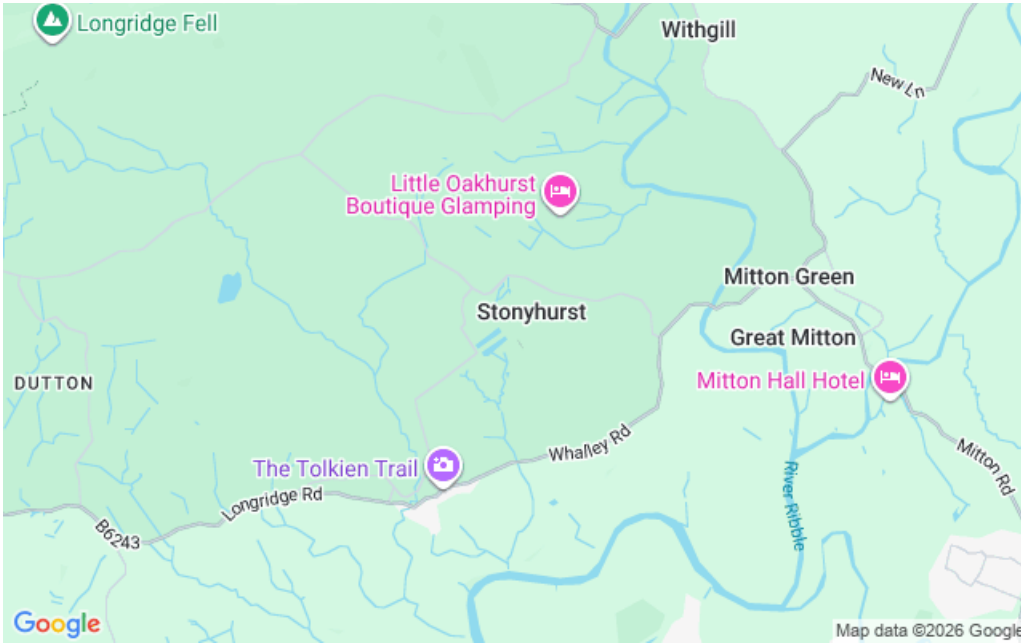 Longridge Fell
Withgill
New Ln
Little Oakhurst
Boutique Glamping
Mitton Green
Stonyhurst
Great Mitton
DUTTON
Mitton Hall Hotel
Whalley Rd
Mitton Rd
The Tolkien Trail
Longridge Rd
River Ribble
B6243
Google
Map data ©2026 Google